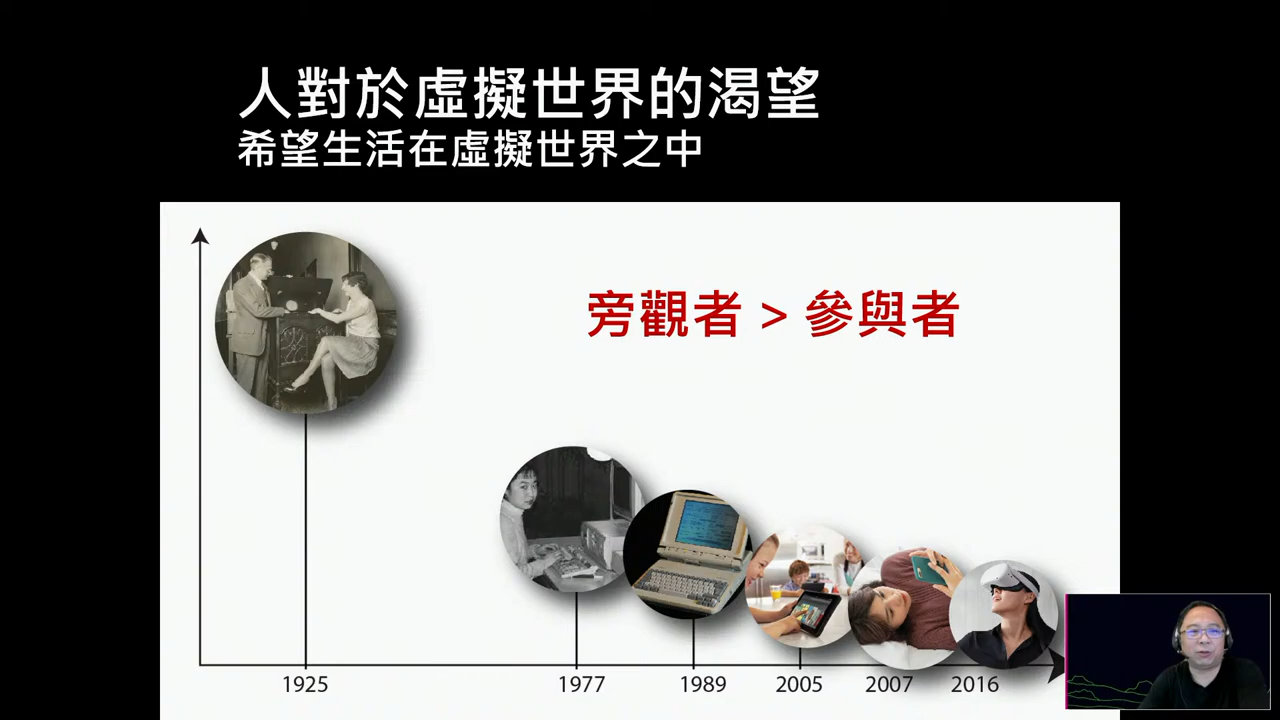 人對於虛擬世界的渴望
希望生活在虛擬世界之中
旁觀者 > 參與者
1925 1977 1989 2005 2007 2016